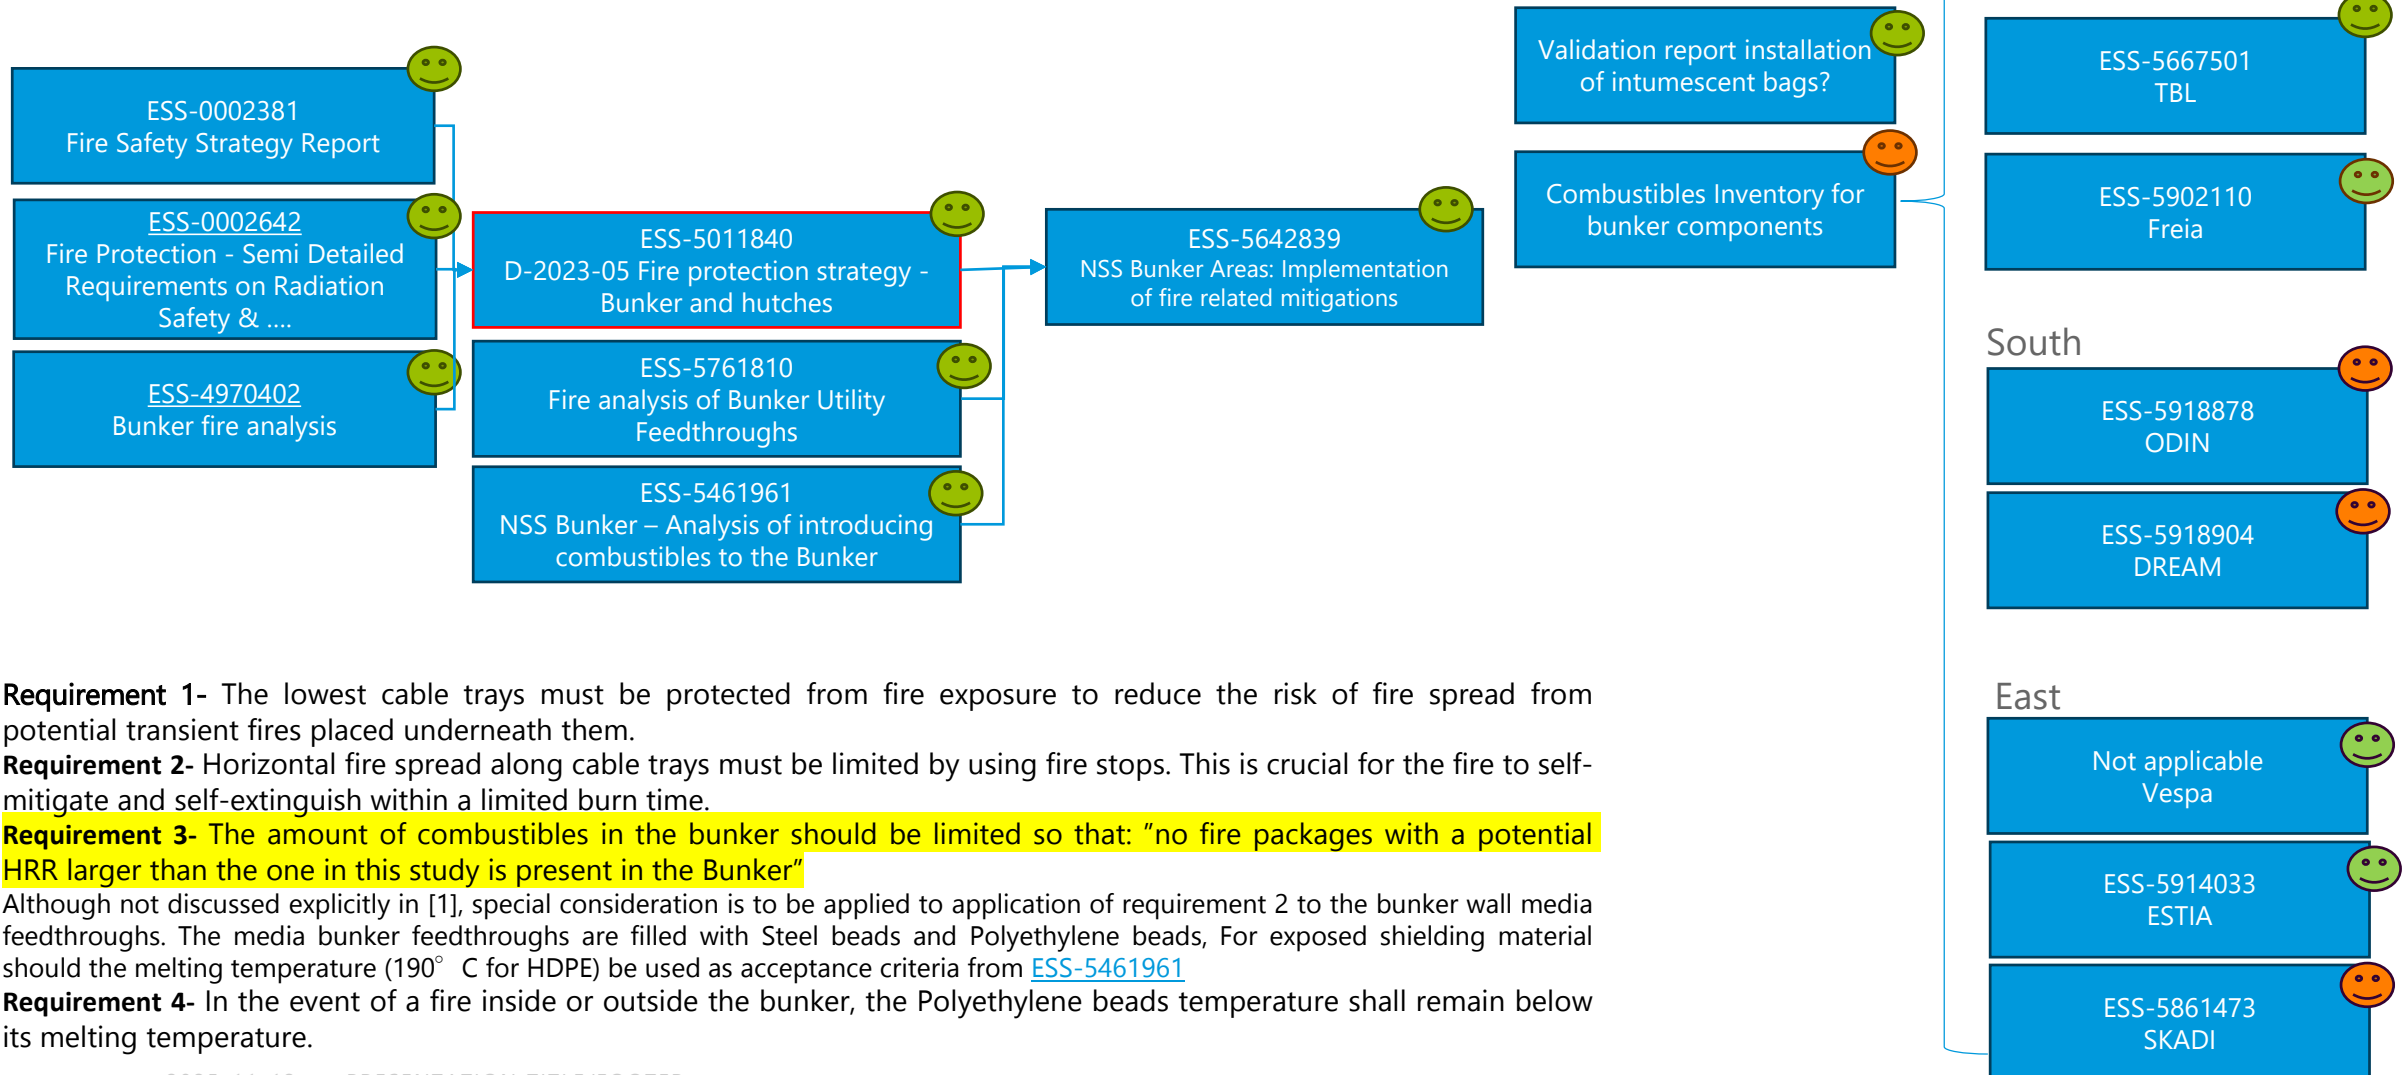 ESS-0002381
Fire Safety Strategy Report
ESS-0002642
Fire Protection - Semi Detailed
Requirements on Radiation
Safety & ....
ESS-4970402
Bunker fire analysis
ESS-5011840
D-2023-05 Fire protection strategy -
Bunker and hutches
ESS-5761810
Fire analysis of Bunker Utility
Feedthroughs
ESS-5461961
NSS Bunker – Analysis of introducing
combustibles to the Bunker
ESS-5642839
NSS Bunker Areas: Implementation
of fire related mitigations
Validation report installation
of intumescent bags?
Combustibles Inventory for
bunker components
ESS-5667501
TBL
ESS-5902110
Freia
South
ESS-5918878
ODIN
ESS-5918904
DREAM
East
Not applicable
Vespa
ESS-5914033
ESTIA
ESS-5861473
SKADI
Requirement 1- The lowest cable trays must be protected from fire exposure to reduce the risk of fire spread from
potential transient fires placed underneath them.
Requirement 2- Horizontal fire spread along cable trays must be limited by using fire stops. This is crucial for the fire to self-
mitigate and self-extinguish within a limited burn time.
Requirement 3- The amount of combustibles in the bunker should be limited so that: ”no fire packages with a potential
HRR larger than the one in this study is present in the Bunker”
Although not discussed explicitly in [1], special consideration is to be applied to application of requirement 2 to the bunker wall media
feedthroughs. The media bunker feedthroughs are filled with Steel beads and Polyethylene beads, For exposed shielding material
should the melting temperature (190° C for HDPE) be used as acceptance criteria from ESS-5461961
Requirement 4- In the event of a fire inside or outside the bunker, the Polyethylene beads temperature shall remain below
its melting temperature.